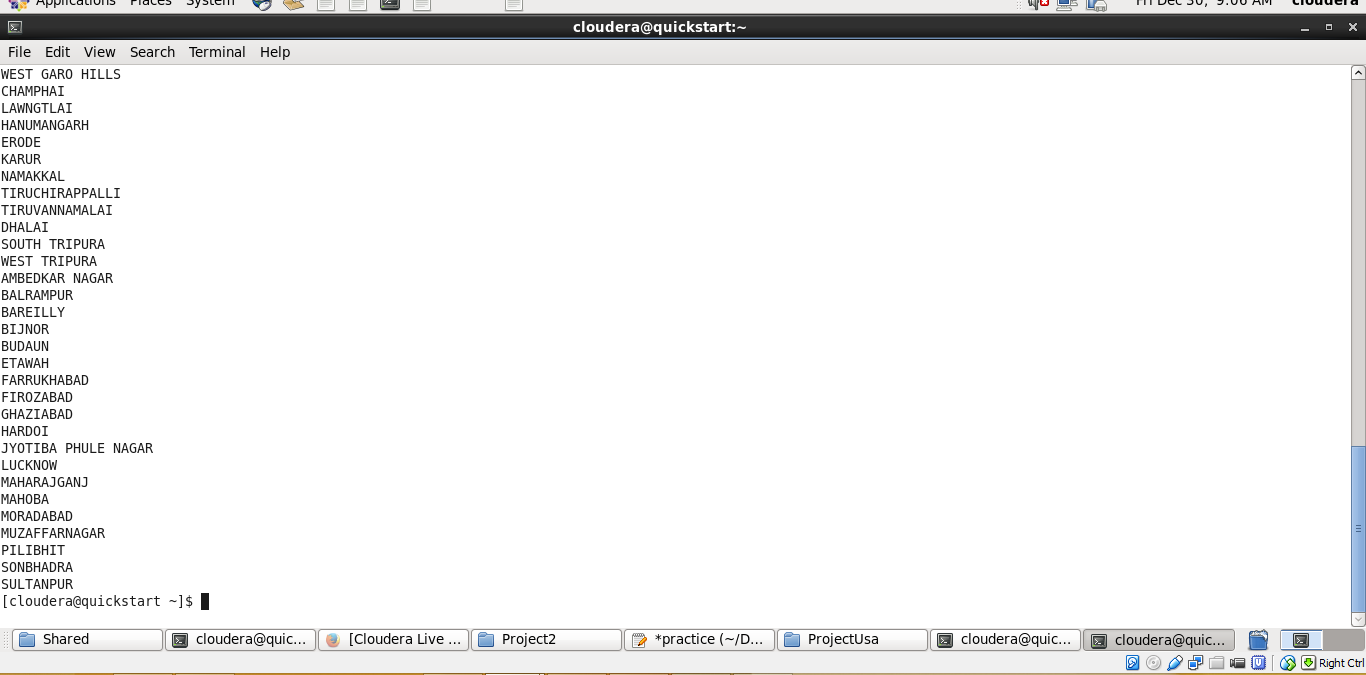 Applications Places System Fri Dec 30, 9:06 AM cloudera
cloudera@quickstart:~
File Edit View Search Terminal Help
WEST GARO HILLS
CHAMPHAI
LAWNGTLAI
HANUMANGARH
ERODE
KARUR
NAMAKKAL
TIRUCHIRAPPALLI
TIRUVANNAMALAI
DHALAI
SOUTH TRIPURA
WEST TRIPURA
AMBEDKAR NAGAR
BALRAMPUR
BAREILLY
BIJNOR
BUDAUN
ETAWAH
FARRUKHABAD
FIROZABAD
GHAZIABAD
HARDOI
JYOTIBA PHULE NAGAR
LUCKNOW
MAHARAJGANJ
MAHOBA
MORADABAD
MUZAFFARNAGAR
PILIBHIT
SONBHADRA
SULTANPUR
[cloudera@quickstart ~]$
Shared cloudera@quic... [Cloudera Live ... Project2 *practice (~/D... ProjectUsa cloudera@quic... cloudera@quic...
Right Ctrl